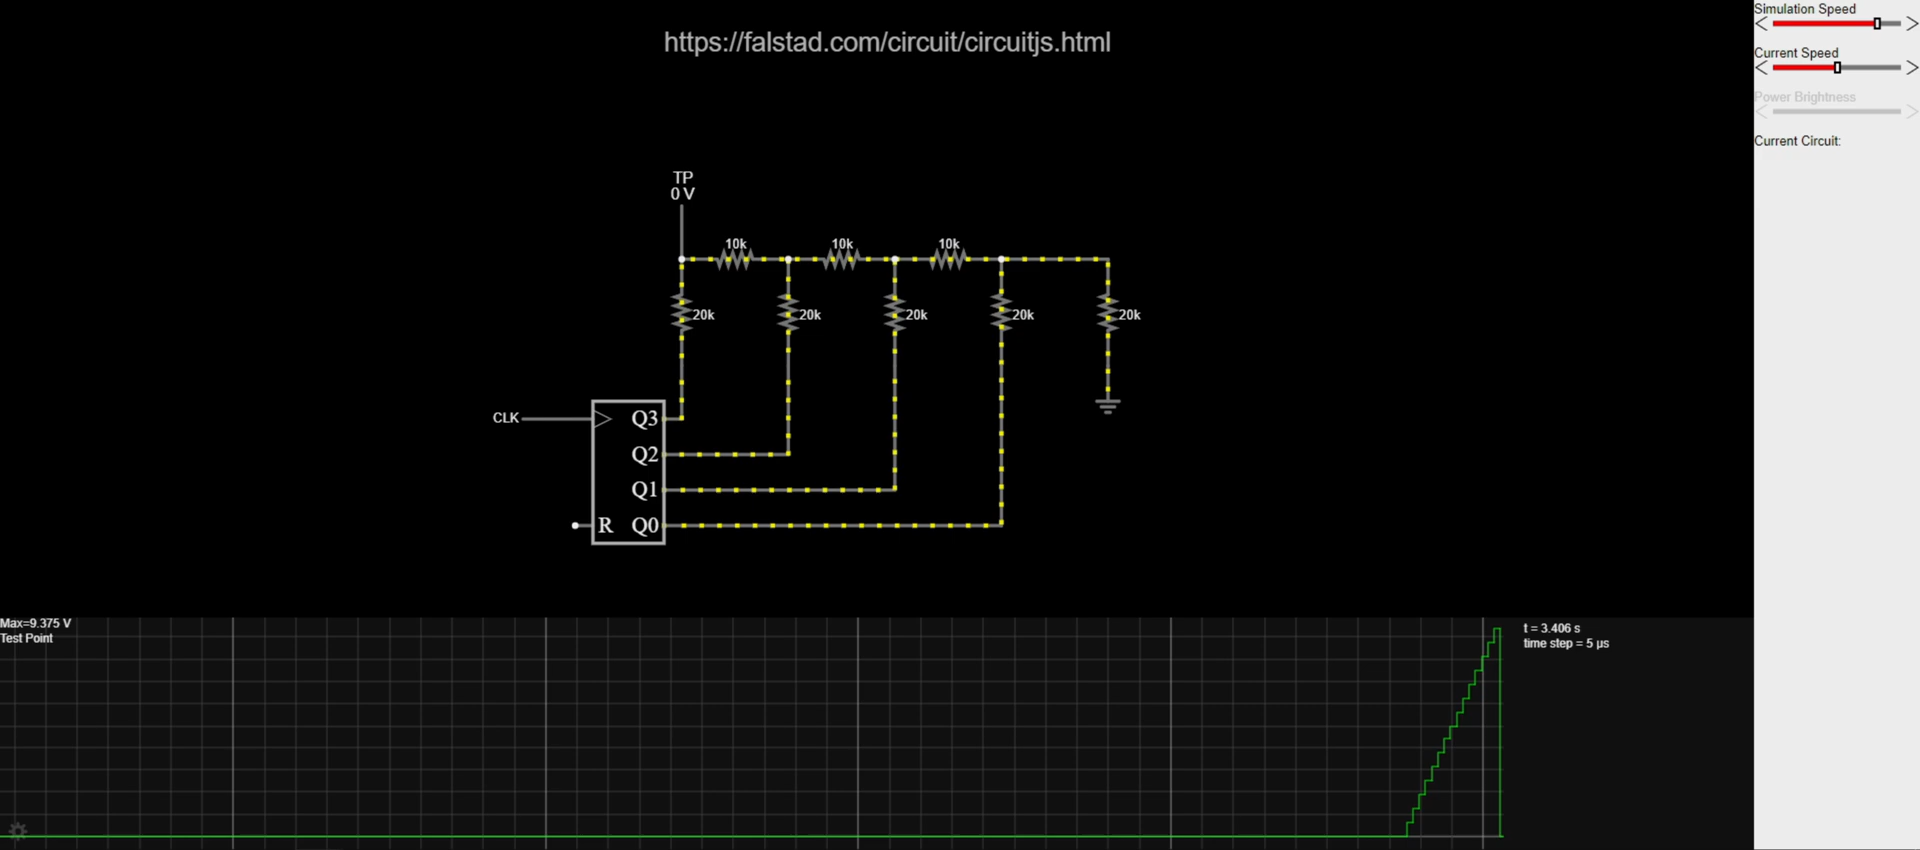 https://falstad.com/circuit/circuitjs.html
Simulation Speed
Current Speed
Power Brightness
Current Circuit:
TP
0 V
10k
10k
10k
20k
20k
20k
20k
20k
CLK
Q3
Q2
Q1
R Q0
Max=9.375 V
Test Point
t = 3.406 s
time step = 5 µs